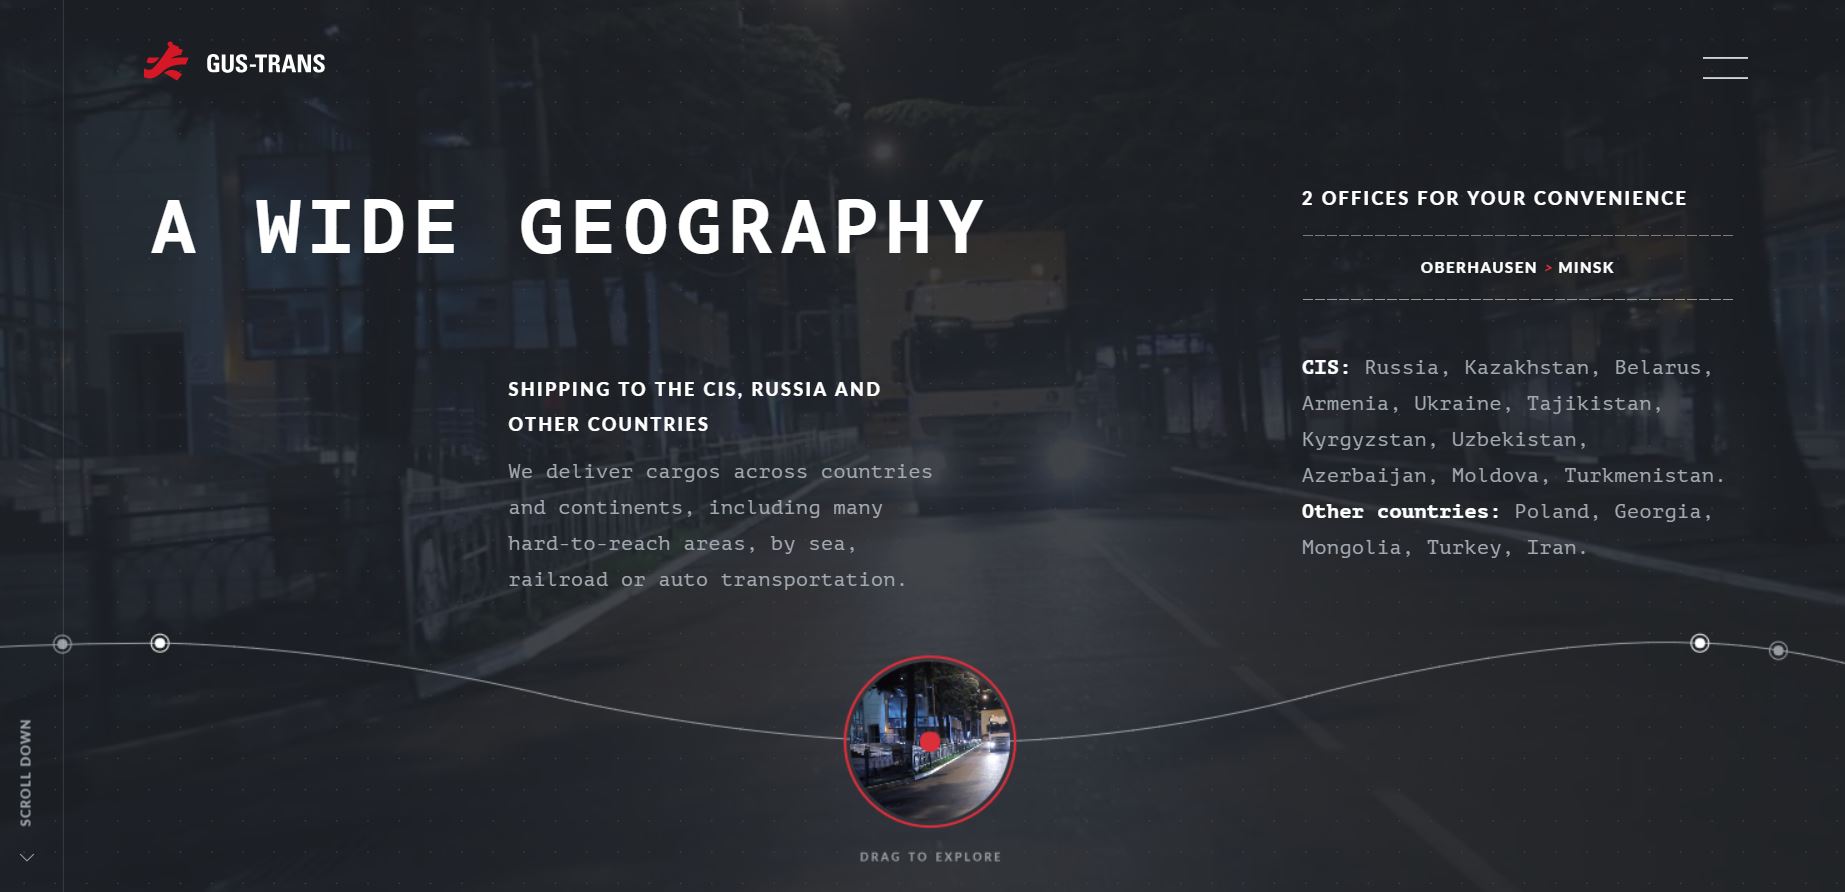 GUS-TRANS
A WIDE GEOGRAPHY
SHIPPING TO THE CIS, RUSSIA AND
OTHER COUNTRIES
We deliver cargos across countries
and continents, including many
hard-to-reach areas, by sea,
railroad or auto transportation.
2 OFFICES FOR YOUR CONVENIENCE
OBERHAUSEN > MINSK
CIS: Russia, Kazakhstan, Belarus,
Armenia, Ukraine, Tajikistan,
Kyrgyzstan, Uzbekistan,
Azerbaijan, Moldova, Turkmenistan.
Other countries: Poland, Georgia,
Mongolia, Turkey, Iran.
SCROLL DOWN
DRAG TO EXPLORE